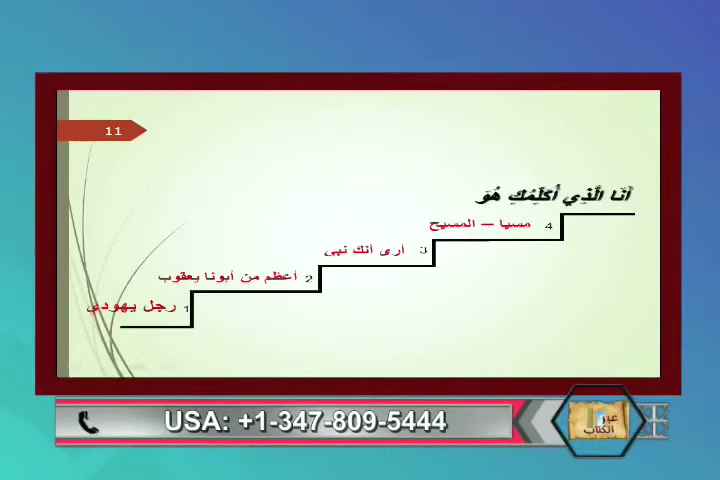 11
أَنَا الَّذِي أُكَلِّمُكِ هُوَ
4 مسيا – المسيح
3 أرى أنك نبي
2 أعظم من أبونا يعقوب
1 رجل يهودي
USA: +1-347-809-5444
عبر
الكتاب